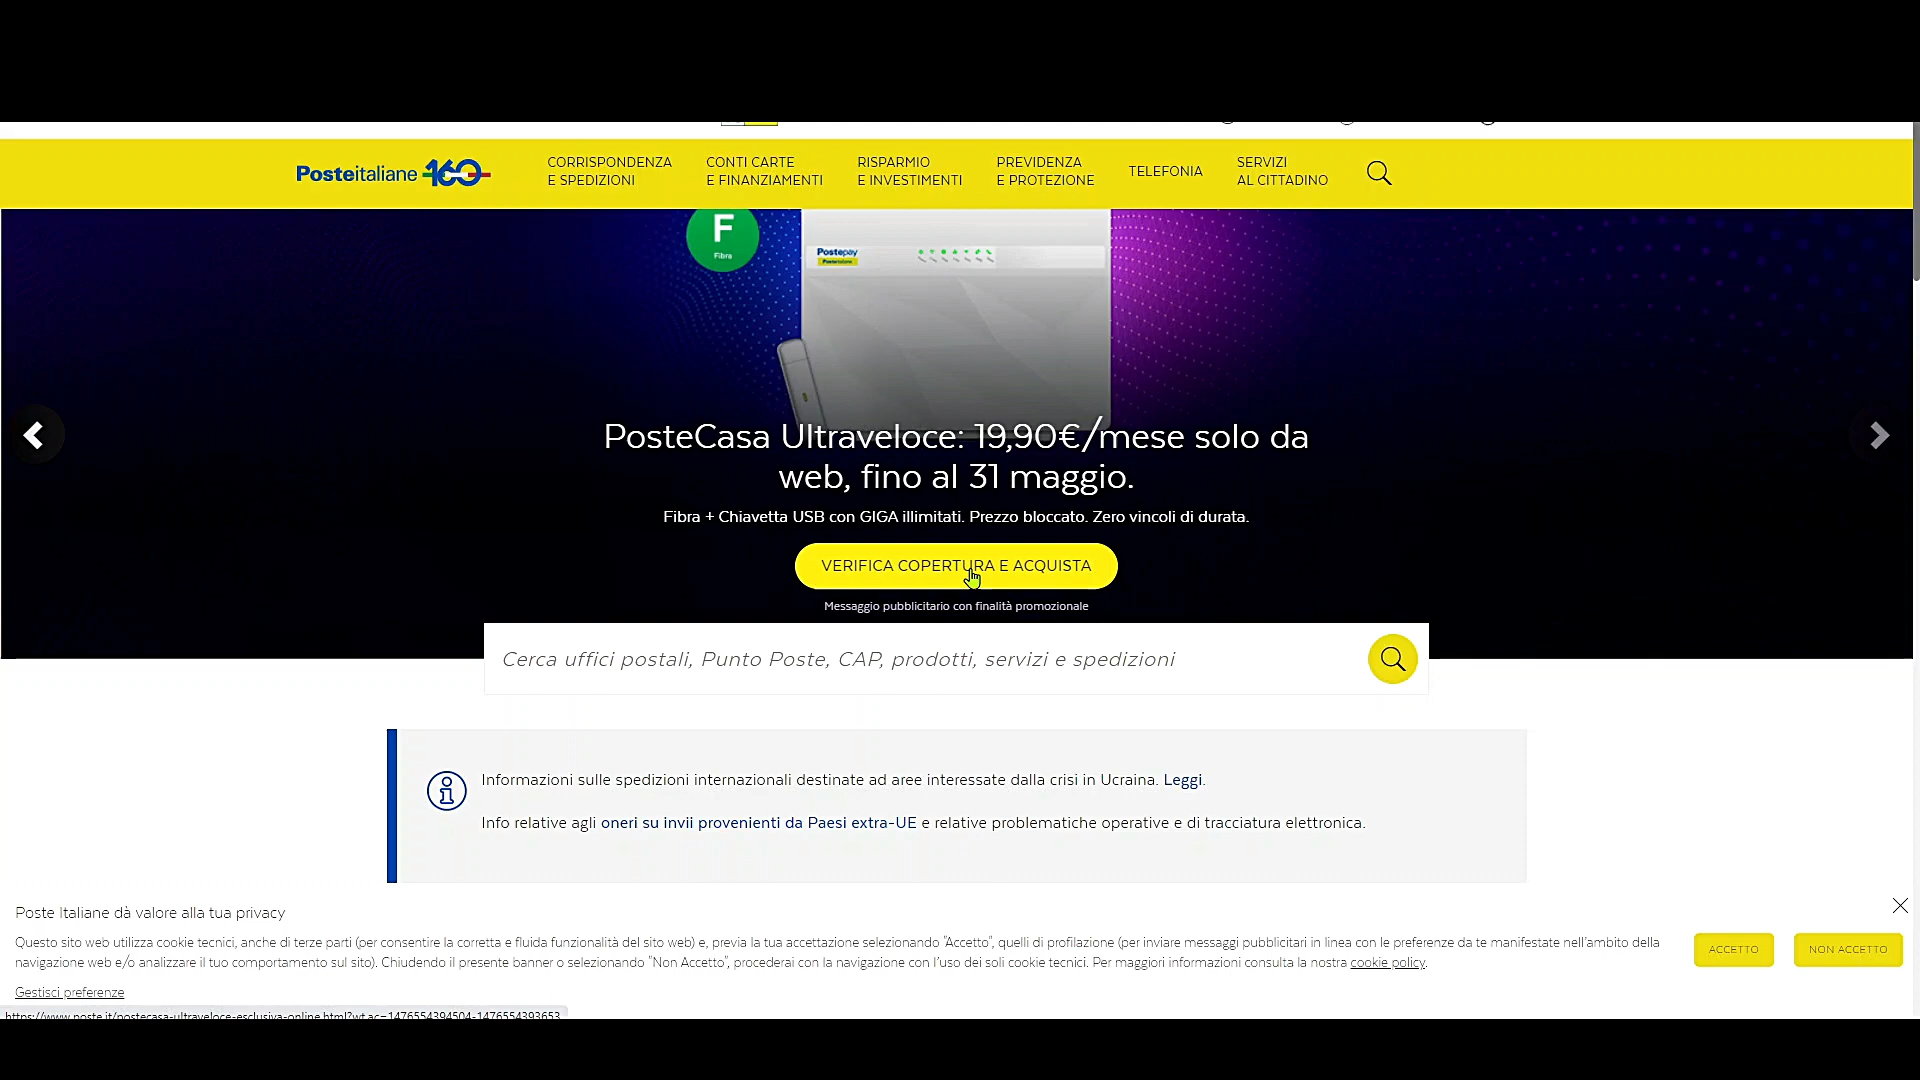 Posteitaliane 160
CORRISPONDENZA
E SPEDIZIONI
CONTI CARTE
E FINANZIAMENTI
RISPARMIO
E INVESTIMENTI
PREVIDENZA
E PROTEZIONE
TELEFONIA
SERVIZI
AL CITTADINO
F
Fibra
Postepay
Posteitaliane
PosteCasa Ultraveloce: 19,90€/mese solo da
web, fino al 31 maggio.
Fibra + Chiavetta USB con GIGA illimitati. Prezzo bloccato. Zero vincoli di durata.
VERIFICA COPERTURA E ACQUISTA
Messaggio pubblicitario con finalità promozionale
Cerca uffici postali, Punto Poste, CAP, prodotti, servizi e spedizioni
Informazioni sulle spedizioni internazionali destinate ad aree interessate dalla crisi in Ucraina. Leggi.
Info relative agli oneri su invii provenienti da Paesi extra-UE e relative problematiche operative e di tracciatura elettronica.
Poste Italiane dà valore alla tua privacy
Questo sito web utilizza cookie tecnici, anche di terze parti (per consentire la corretta e fluida funzionalità del sito web) e, previa la tua accettazione selezionando "Accetto", quelli di profilazione (per inviare messaggi pubblicitari in linea con le preferenze da te manifestate nell'ambito della
navigazione web e/o analizzare il tuo comportamento sul sito). Chiudendo il presente banner o selezionando "Non Accetto", procederai con la navigazione con l'uso dei soli cookie tecnici. Per maggiori informazioni consulta la nostra cookie policy.
ACCETTO
NON ACCETTO
Gestisci preferenze
https://www.poste.it/postecasa-ultraveloce-esclusiva-online.html?wt.ac=1476554394504-1476554393653